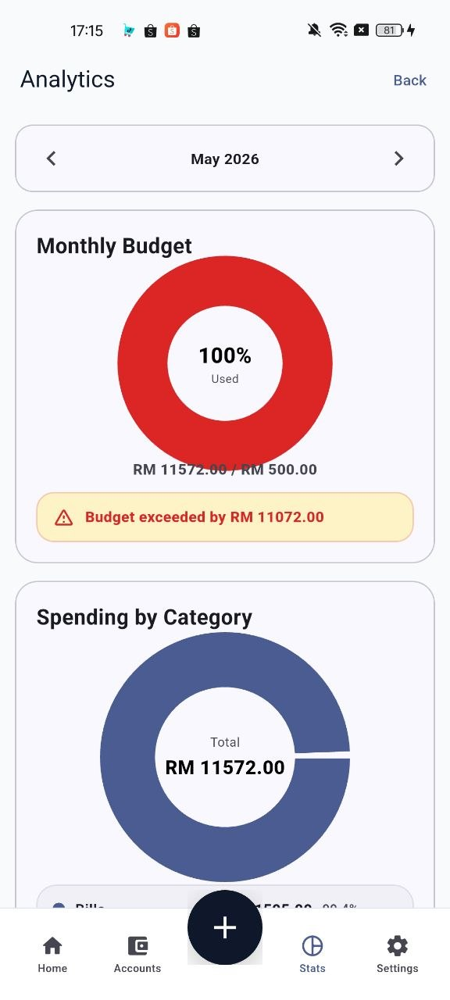 17:15
81
Analytics
Back
May 2026
Monthly Budget
100%
Used
RM 11572.00 / RM 500.00
Budget exceeded by RM 11072.00
Spending by Category
Total
RM 11572.00
Bills
Home
Accounts
Stats
Settings